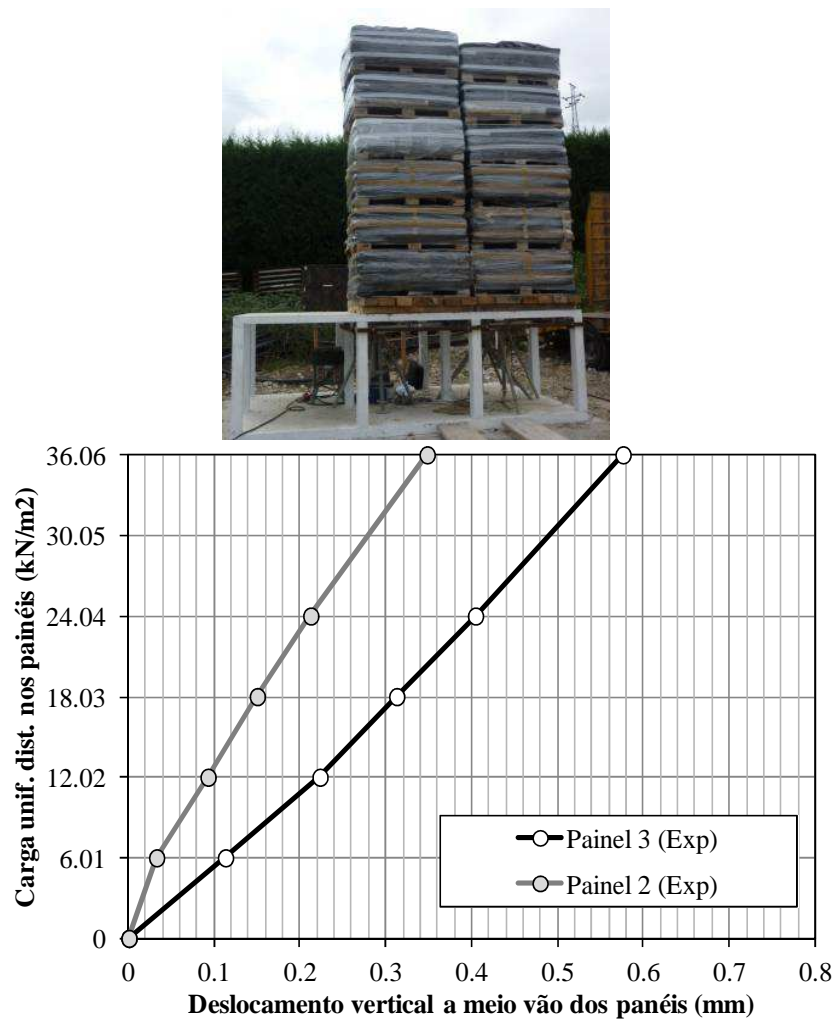 36.06
30.05
24.04
18.03
12.02
6.01
0
Carga unif. dist. nos painéis (kN/m2)
Painel 3 (Exp)
Painel 2 (Exp)
0 0.1 0.2 0.3 0.4 0.5 0.6 0.7 0.8
Deslocamento vertical a meio vão dos panéis (mm)